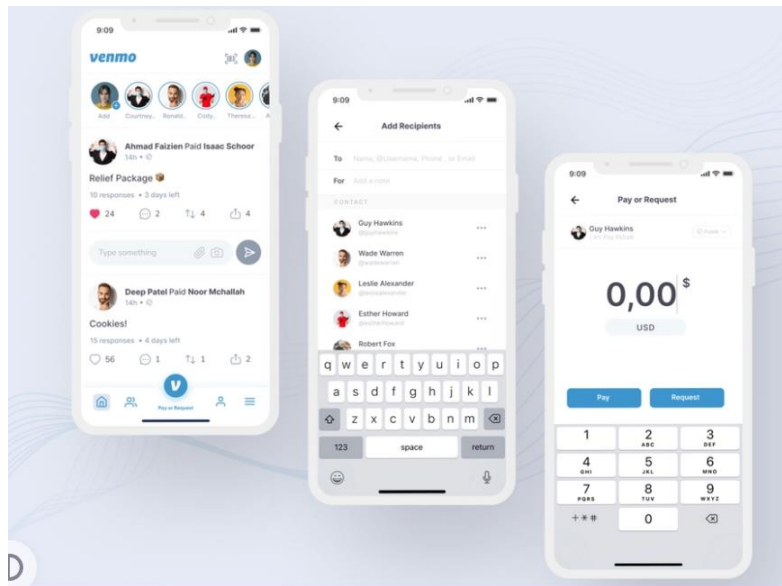 9:09
venmo
Add
Courtney..
Ronald..
Cody..
Theress..
Ahmad Faizien Paid Isaac Schoor
14h
Relief Package
10 responses • 3 days left
24
2
4
4
Type something
Deep Patel Paid Noor Mchallah
14h
Cookies!
15 responses • 4 days left
56
1
1
2
Pay or Request
9:09
Add Recipients
To Name, @Username, Phone, or Email
For Add a note
CONTACT
Guy Hawkins
@guyhawkins
Wade Warren
@wadewarren
Leslie Alexander
@lesliealexander
Esther Howard
@estherhoward
Robert Fox
q w e r t y u i o p
a s d f g h j k l
z x c v b n m
123 space return
9:09
Pay or Request
Guy Hawkins
0,00 $
USD
Pay
Request
1 2 3
ABC DEF
4 5 6
GHI JKL MNO
7 8 9
PQRS TUV WXYZ
+*# 0